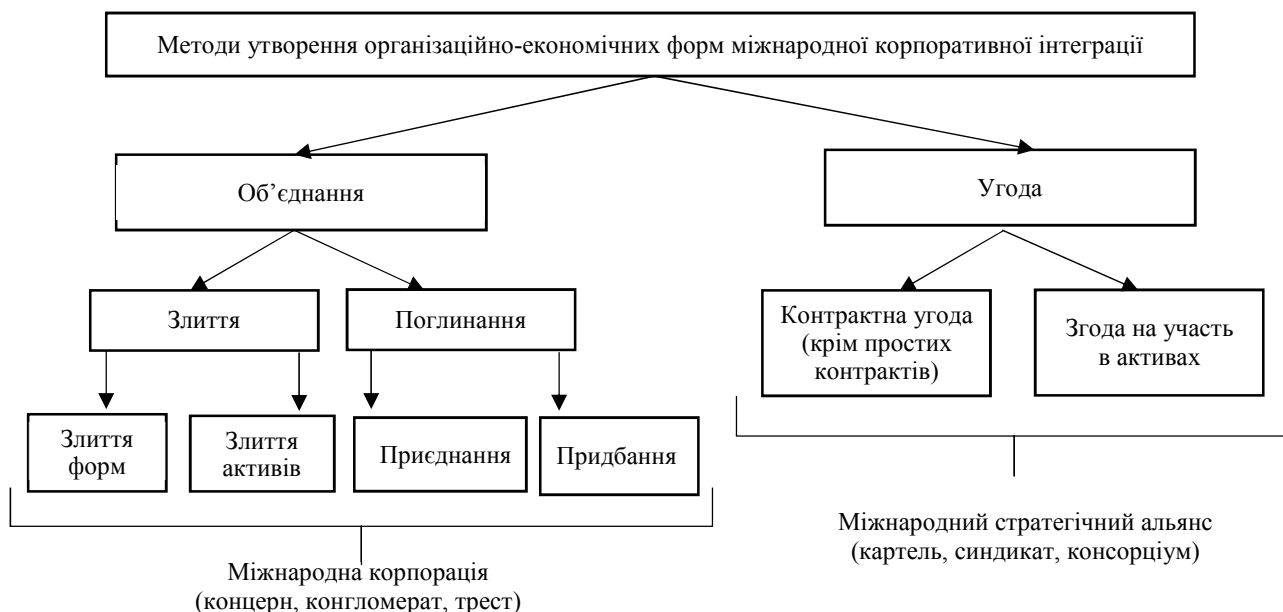 Методи утворення організаційно-економічних форм міжнародної корпоративної інтеграції
Об’єднання
Угода
Злиття
Поглинання
Контрактна угода
(крім простих
контрактів)
Згода на участь
в активах
Злиття
форм
Злиття
активів
Приєднання
Придбання
Міжнародний стратегічний альянс
(картель, синдикат, консорціум)
Міжнародна корпорація
(концерн, конгломерат, трест)